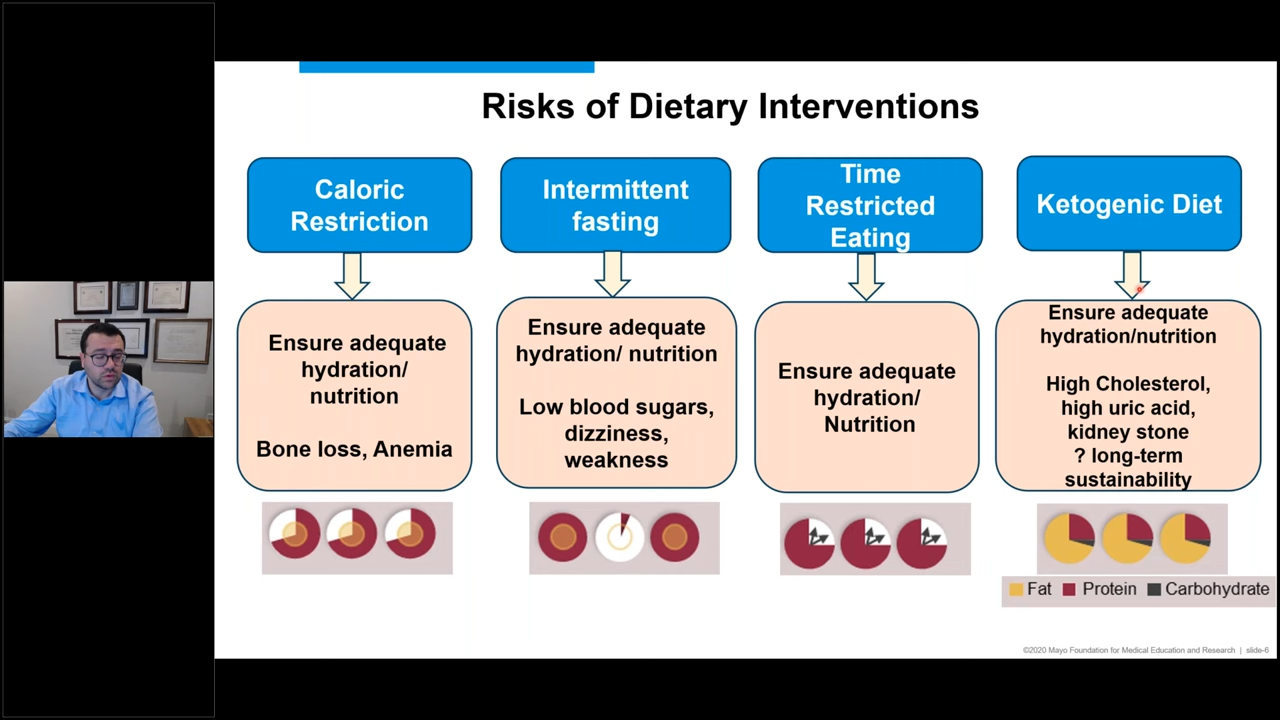 Risks of Dietary Interventions
Caloric
Restriction
Intermittent
fasting
Time
Restricted
Eating
Ketogenic Diet
Ensure adequate
hydration/
nutrition
Bone loss, Anemia
Ensure adequate
hydration/ nutrition
Low blood sugars,
dizziness,
weakness
Ensure adequate
hydration/
Nutrition
Ensure adequate
hydration/nutrition
High Cholesterol,
high uric acid,
kidney stone
? long-term
sustainability
Fat Protein Carbohydrate
©2020 Mayo Foundation for Medical Education and Research | slide-6